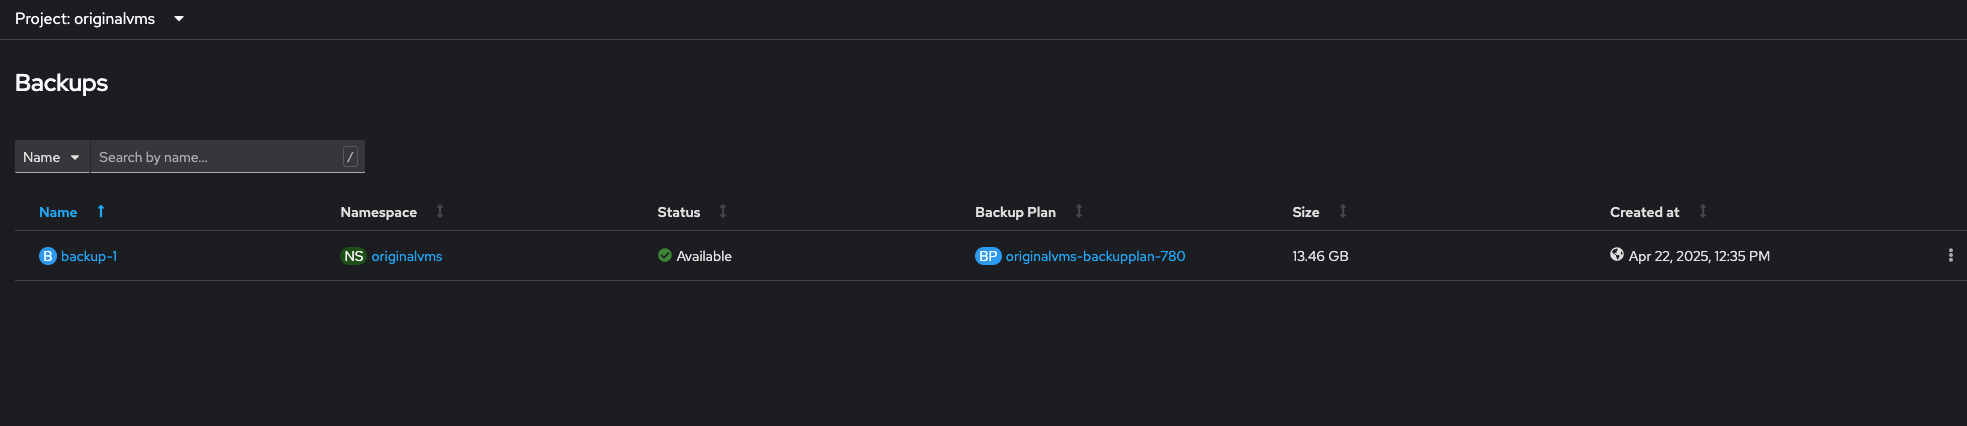 Project: originalvms
Backups
Name Search by name... /
Name Namespace Status Backup Plan Size Created at
B backup-1 NS originalvms Available BP originalvms-backupplan-780 13.46 GB Apr 22, 2025, 12:35 PM